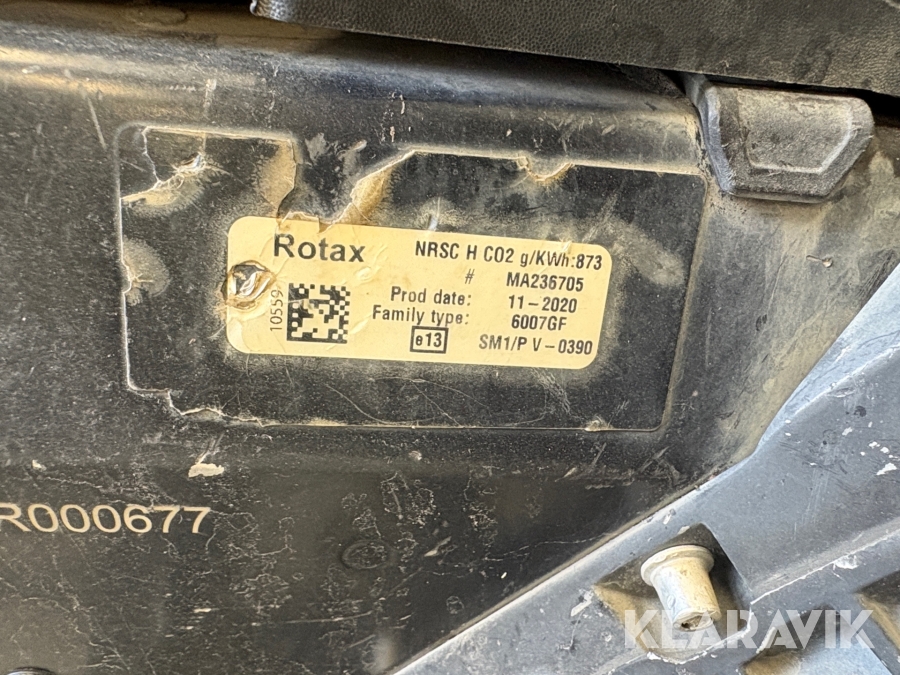 Rotax NRSC H CO2 g/KWh:873
# MA236705
Prod date: 11-2020
Family type: 6007GF
e13 SM1/P V-0390
10559
R000677
KLARAVIK